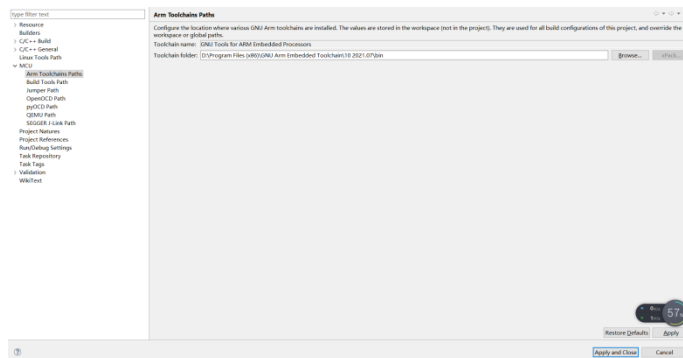 type filter text
Resource
Builders
C/C++ Build
C/C++ General
Linux Tools Path
MCU
Arm Toolchains Paths
Build Tools Path
Jumper Path
OpenOCD Path
pyOCD Path
QEMU Path
SEGGER J-Link Path
Project Natures
Project References
Run/Debug Settings
Task Repository
Task Tags
Validation
WikiText
Arm Toolchains Paths
Configure the location where various GNU Arm toolchains are installed. The values are stored in the workspace (not in the project). They are used for all build configurations of this project, and override the
workspace or global paths.
Toolchain name: GNU Tools for ARM Embedded Processors
Toolchain folder: D:\Program Files (x86)\GNU Arm Embedded Toolchain\10 2021.07\bin
Browse...
xPack...
57
Restore Defaults
Apply
Apply and Close
Cancel